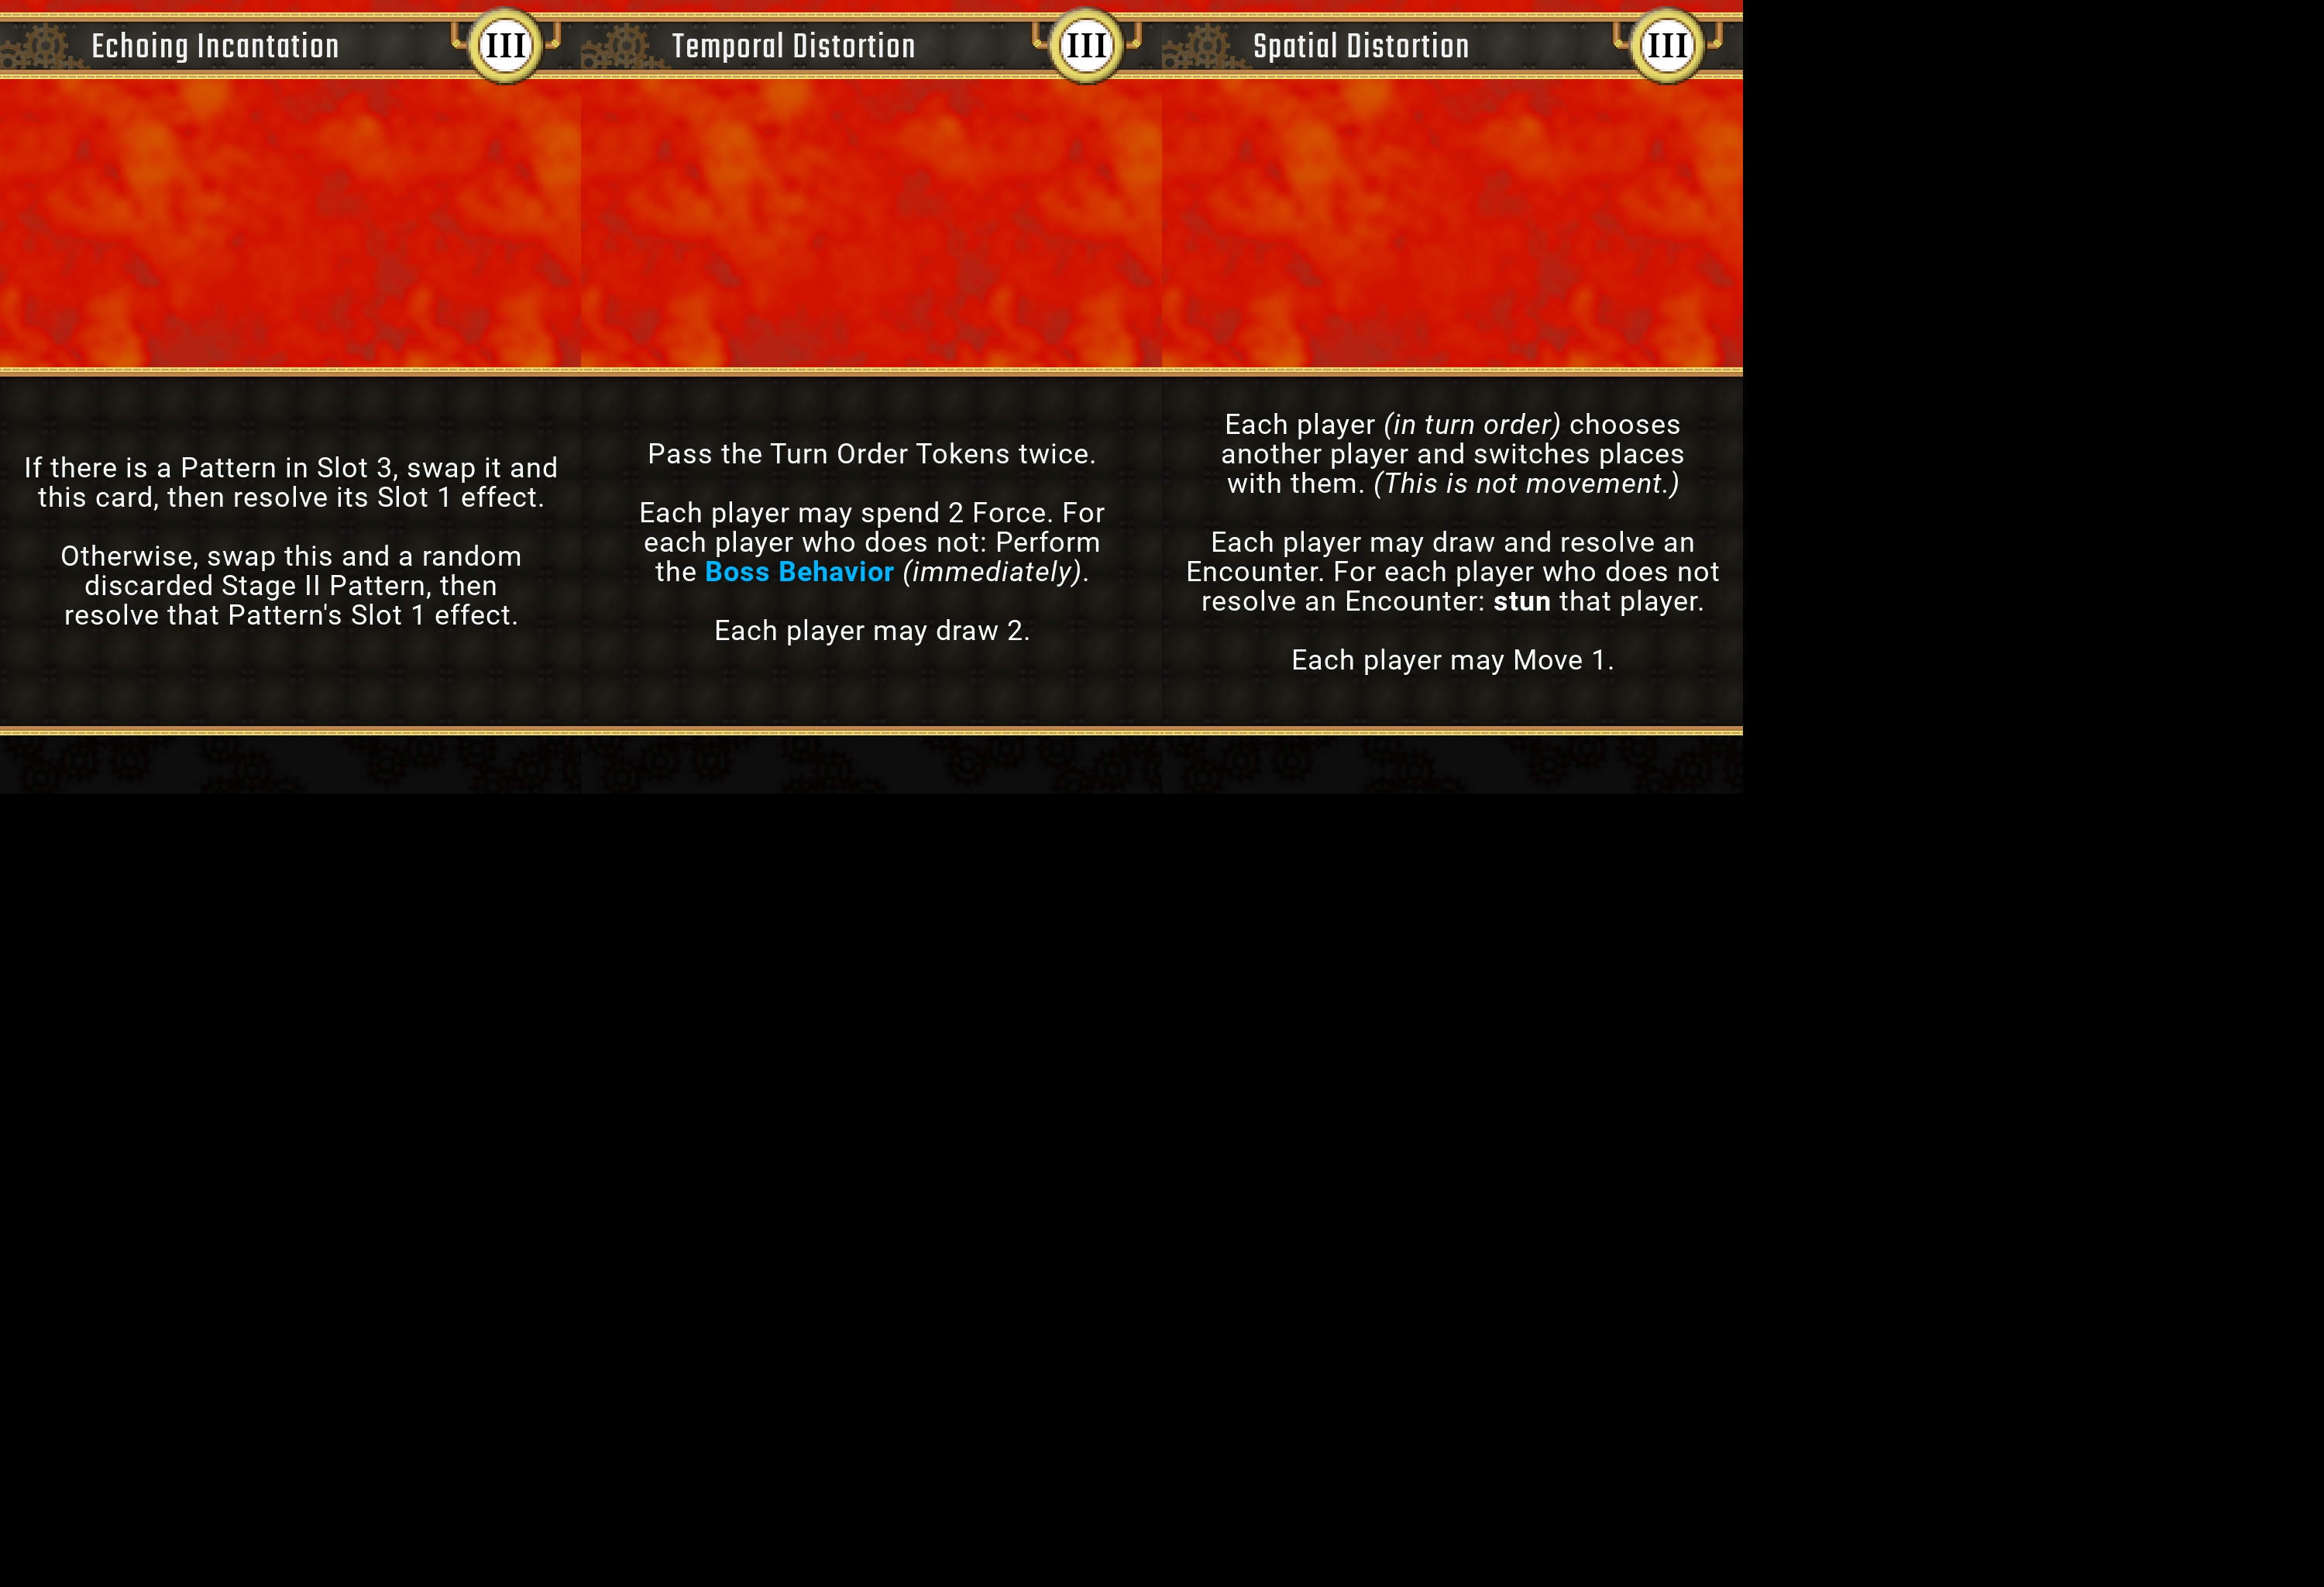 Echoing Incantation
III
If there is a Pattern in Slot 3, swap it and
this card, then resolve its Slot 1 effect.
Otherwise, swap this and a random
discarded Stage II Pattern, then
resolve that Pattern's Slot 1 effect.
Temporal Distortion
III
Pass the Turn Order Tokens twice.
Each player may spend 2 Force. For
each player who does not: Perform
the Boss Behavior (immediately).
Each player may draw 2.
Spatial Distortion
III
Each player (in turn order) chooses
another player and switches places
with them. (This is not movement.)
Each player may draw and resolve an
Encounter. For each player who does not
resolve an Encounter: stun that player.
Each player may Move 1.